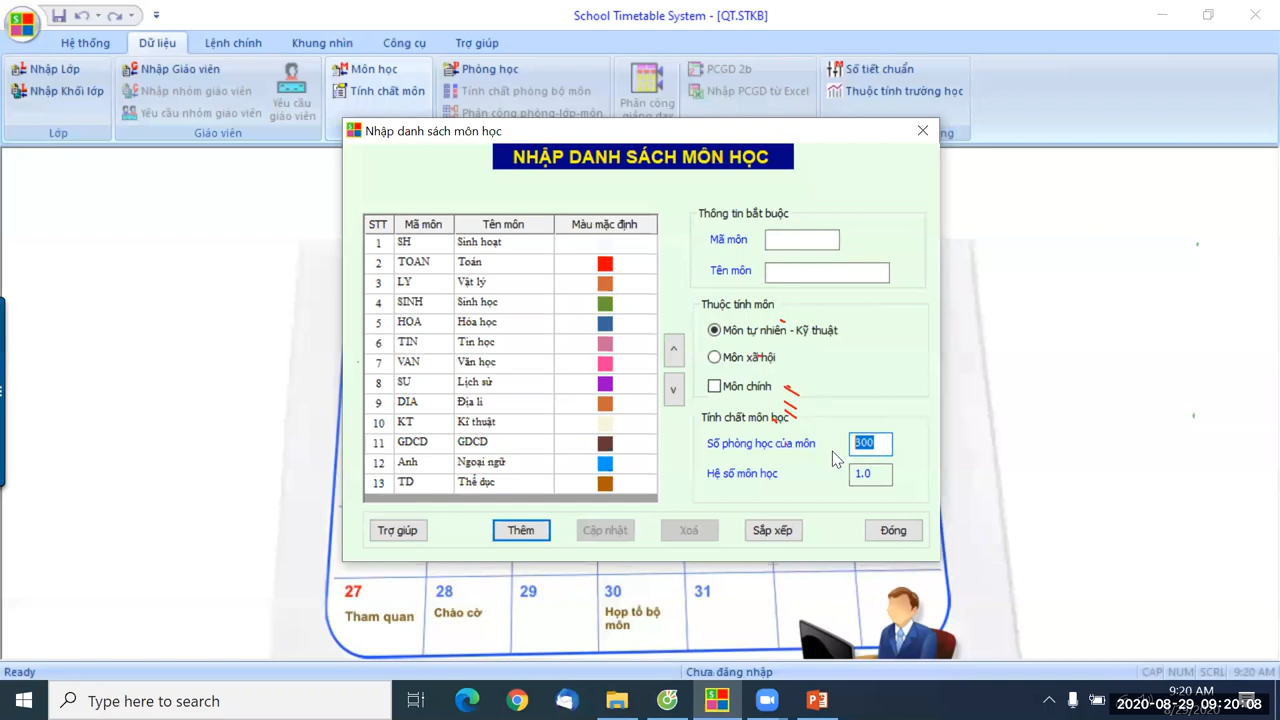 School Timetable System - [QT.STKB]
Hệ thống Dữ liệu Lệnh chính Khung nhìn Công cụ Trợ giúp
Nhập Lớp
Nhập Khối lớp
Lớp
Nhập Giáo viên
Nhập nhóm giáo viên
Yêu cầu nhóm giáo viên
Yêu cầu
giáo viên
Giáo viên
Môn học
Tính chất môn
Phòng học
Tính chất phòng bộ môn
Phân công phòng-lớp-môn
Phân công
giảng dạy
PCGD 2b
Nhập PCGD từ Excel
Số tiết chuẩn
Thuộc tính trường học
Nhập danh sách môn học
NHẬP DANH SÁCH MÔN HỌC
STT Mã môn Tên môn Màu mặc định
1 SH Sinh hoạt
2 TOAN Toán
3 LY Vật lý
4 SINH Sinh học
5 HOA Hóa học
6 TIN Tin học
7 VAN Văn học
8 SU Lịch sử
9 DIA Địa lí
10 KT Kĩ thuật
11 GDCD GDCD
12 Anh Ngoại ngữ
13 TD Thể dục
Thông tin bắt buộc
Mã môn
Tên môn
Thuộc tính môn
Môn tự nhiên - Kỹ thuật
Môn xã hội
Môn chính
Tính chất môn học
Số phòng học của môn 300
Hệ số môn học 1.0
Trợ giúp Thêm Cập nhật Xoá Sắp xếp Đóng
27 28 29 30 31
Tham quan Chào cờ Họp tổ bộ
môn
Ready Chưa đăng nhập CAP NUM SCRL 9:20 AM
Type here to search
9:20 AM
2020-08-29 09:20:08